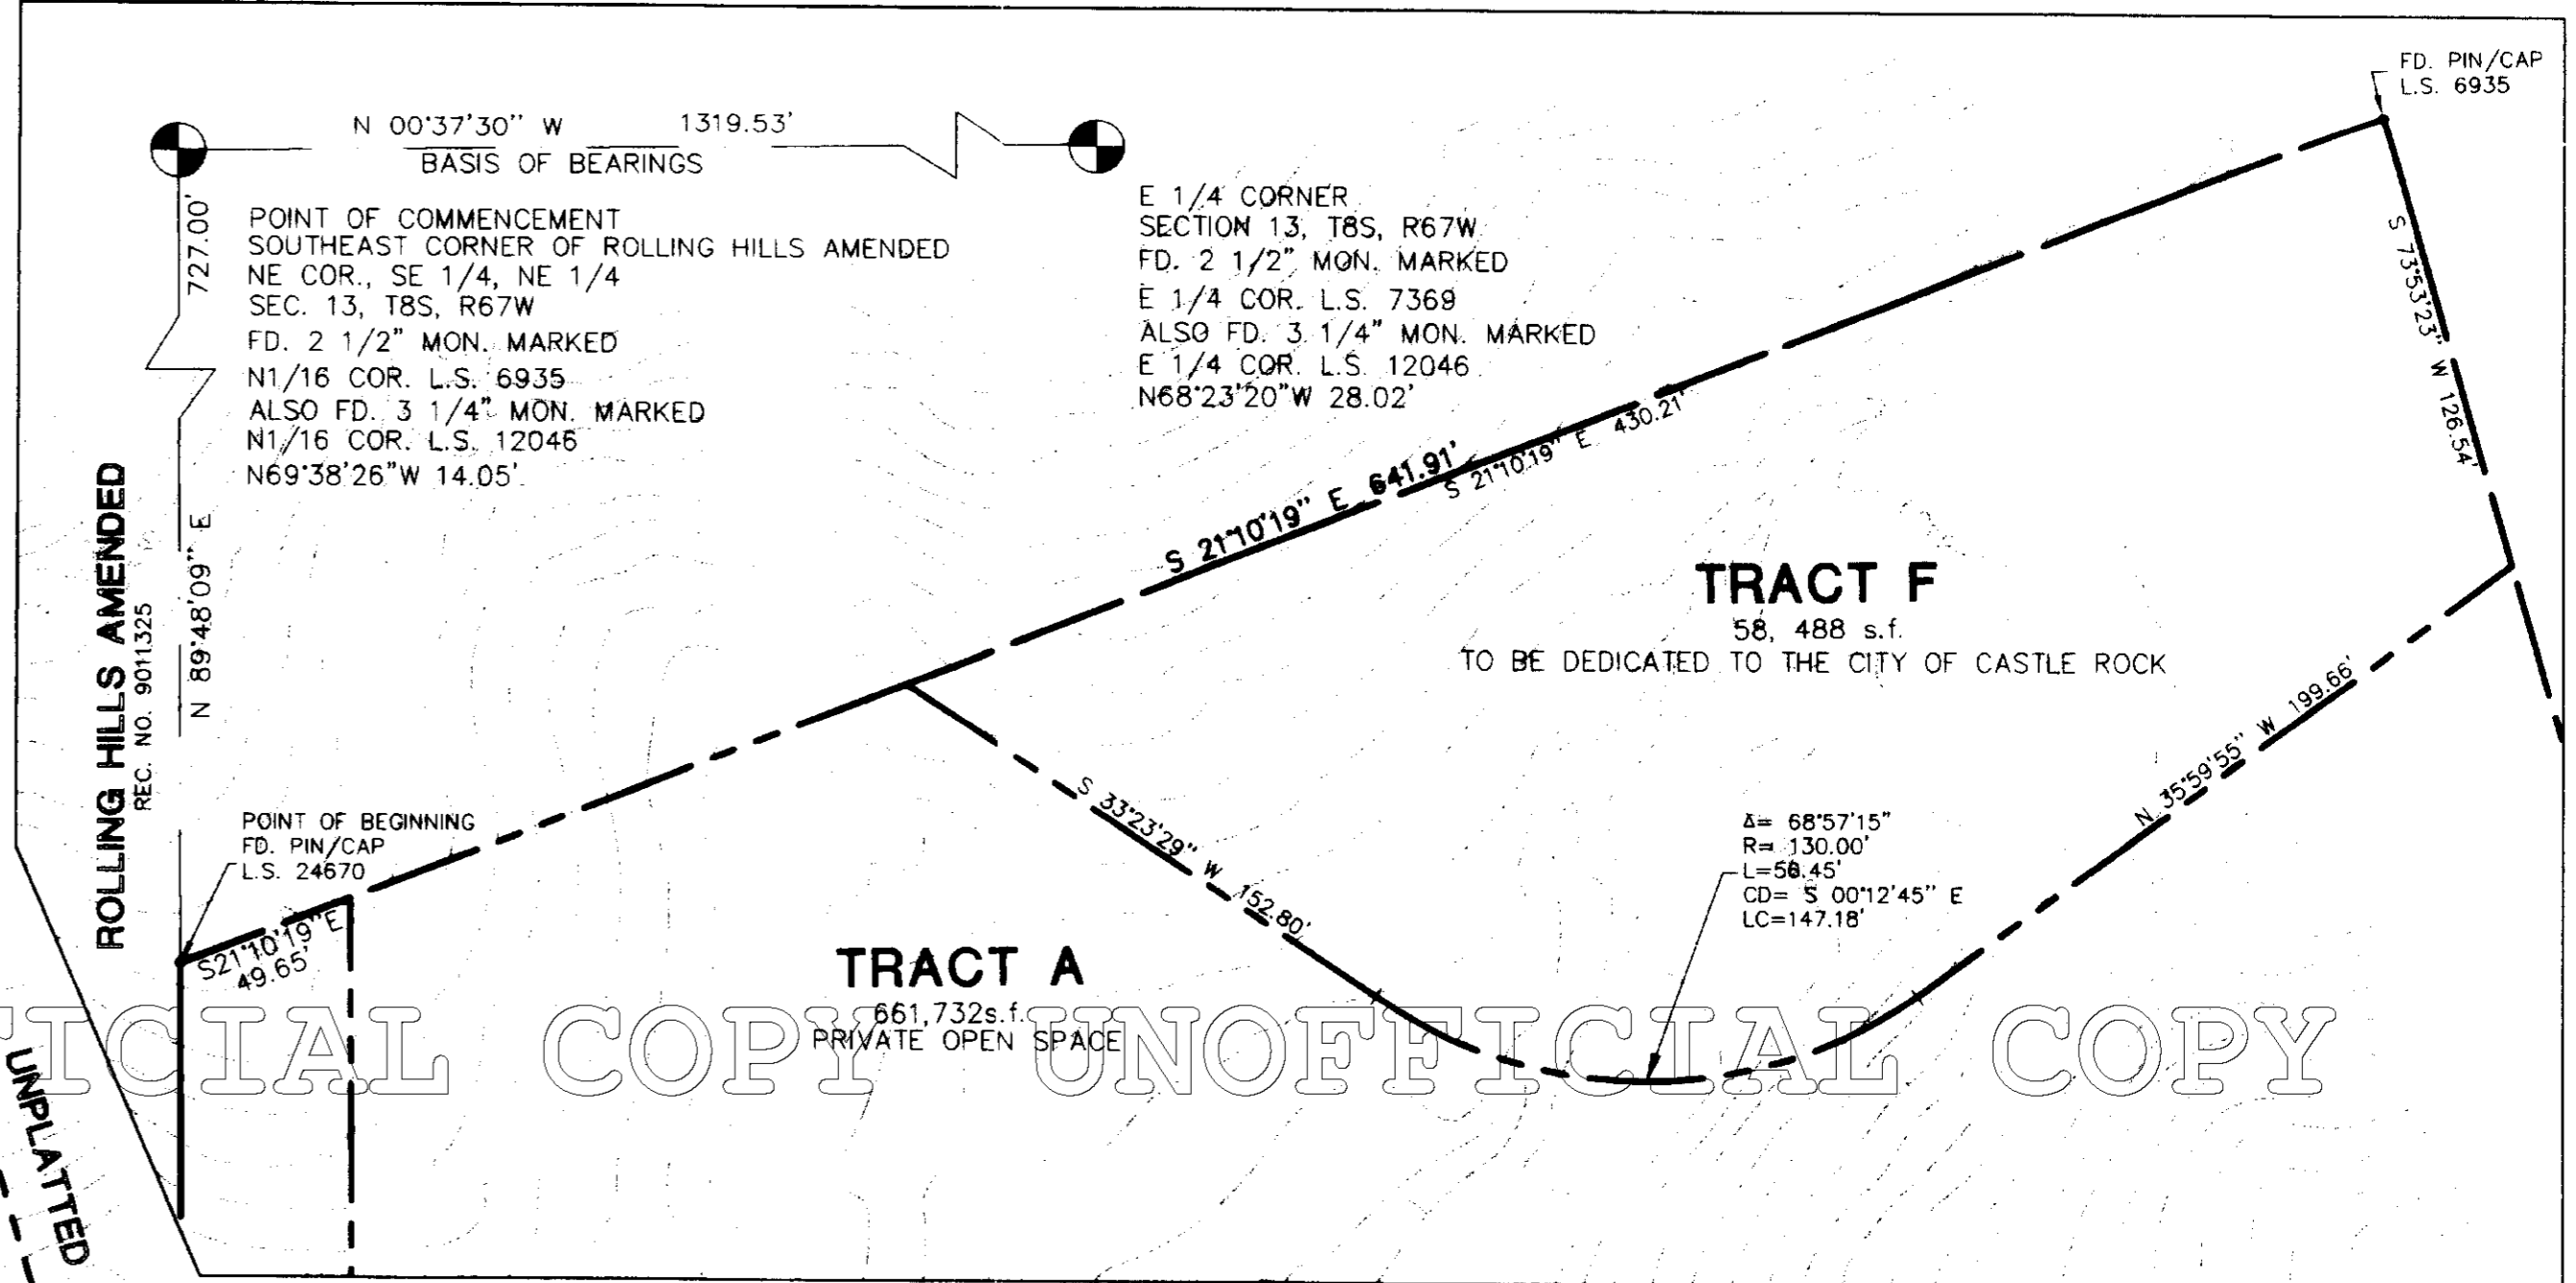 FD. PIN/CAP
L.S. 6935
N 00°37'30" W 1319.53'
BASIS OF BEARINGS
727.00'
N 89°48'09" E
POINT OF COMMENCEMENT
SOUTHEAST CORNER OF ROLLING HILLS AMENDED
NE COR., SE 1/4, NE 1/4
SEC. 13, T8S, R67W
FD. 2 1/2" MON. MARKED
N1/16 COR. L.S. 6935
ALSO FD. 3 1/4" MON. MARKED
N1/16 COR. L.S. 12046
N69°38'26"W 14.05'
E 1/4 CORNER
SECTION 13, T8S, R67W
FD. 2 1/2" MON. MARKED
E 1/4 COR. L.S. 7369
ALSO FD. 3 1/4" MON. MARKED
E 1/4 COR. L.S. 12046
N68°23'20"W 28.02'
S 73°53'23" W 126.54'
S 21°10'19" E 641.91'
S 21°10'19" E 430.21'
ROLLING HILLS AMENDED
REC. NO. 9011325
TRACT F
58, 488 s.f.
TO BE DEDICATED TO THE CITY OF CASTLE ROCK
N 35°59'55" W 199.66'
S 33°23'29" W 152.80'
POINT OF BEGINNING
FD. PIN/CAP
L.S. 24670
S21°10'19"E
49.65'
Δ= 68°57'15"
R= 130.00'
CD= S 00°12'45" E
LC=147.18'
TRACT A
661,732s.f.
PRIVATE OPEN SPACE
FICIAL COPY UNOFFICIAL COPY
UNPLATTED